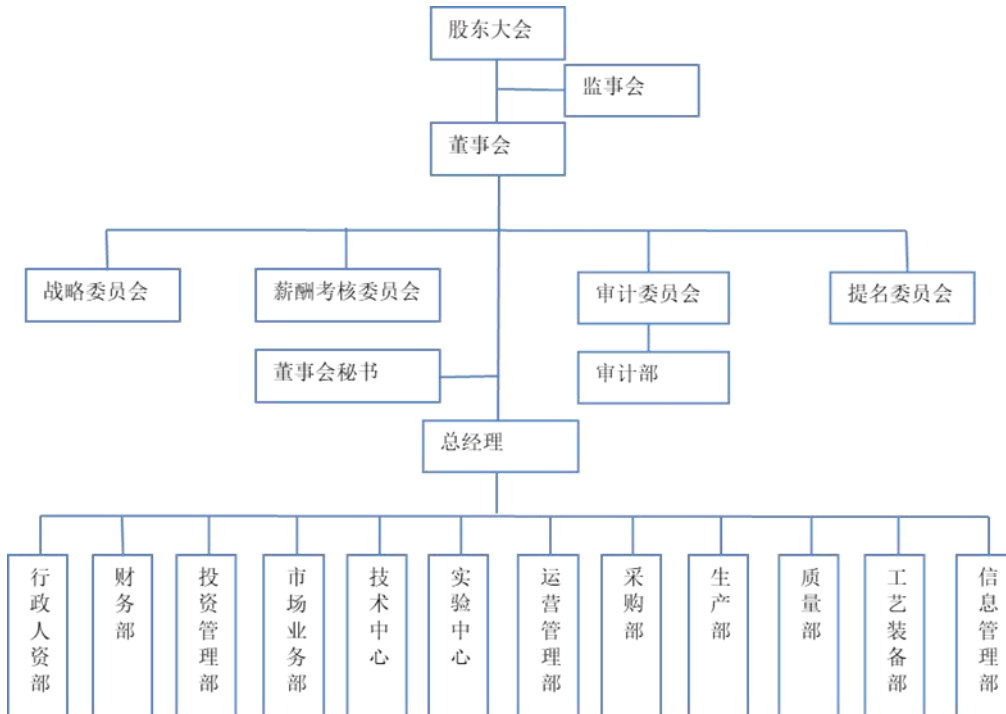 股东大会
监事会
董事会
战略委员会
薪酬考核委员会
审计委员会
提名委员会
董事会秘书
审计部
总经理
行政人资部
财务部
投资管理部
市场业务部
技术中心
实验中心
运营管理部
采购部
生产部
质量部
工艺装备部
信息管理部